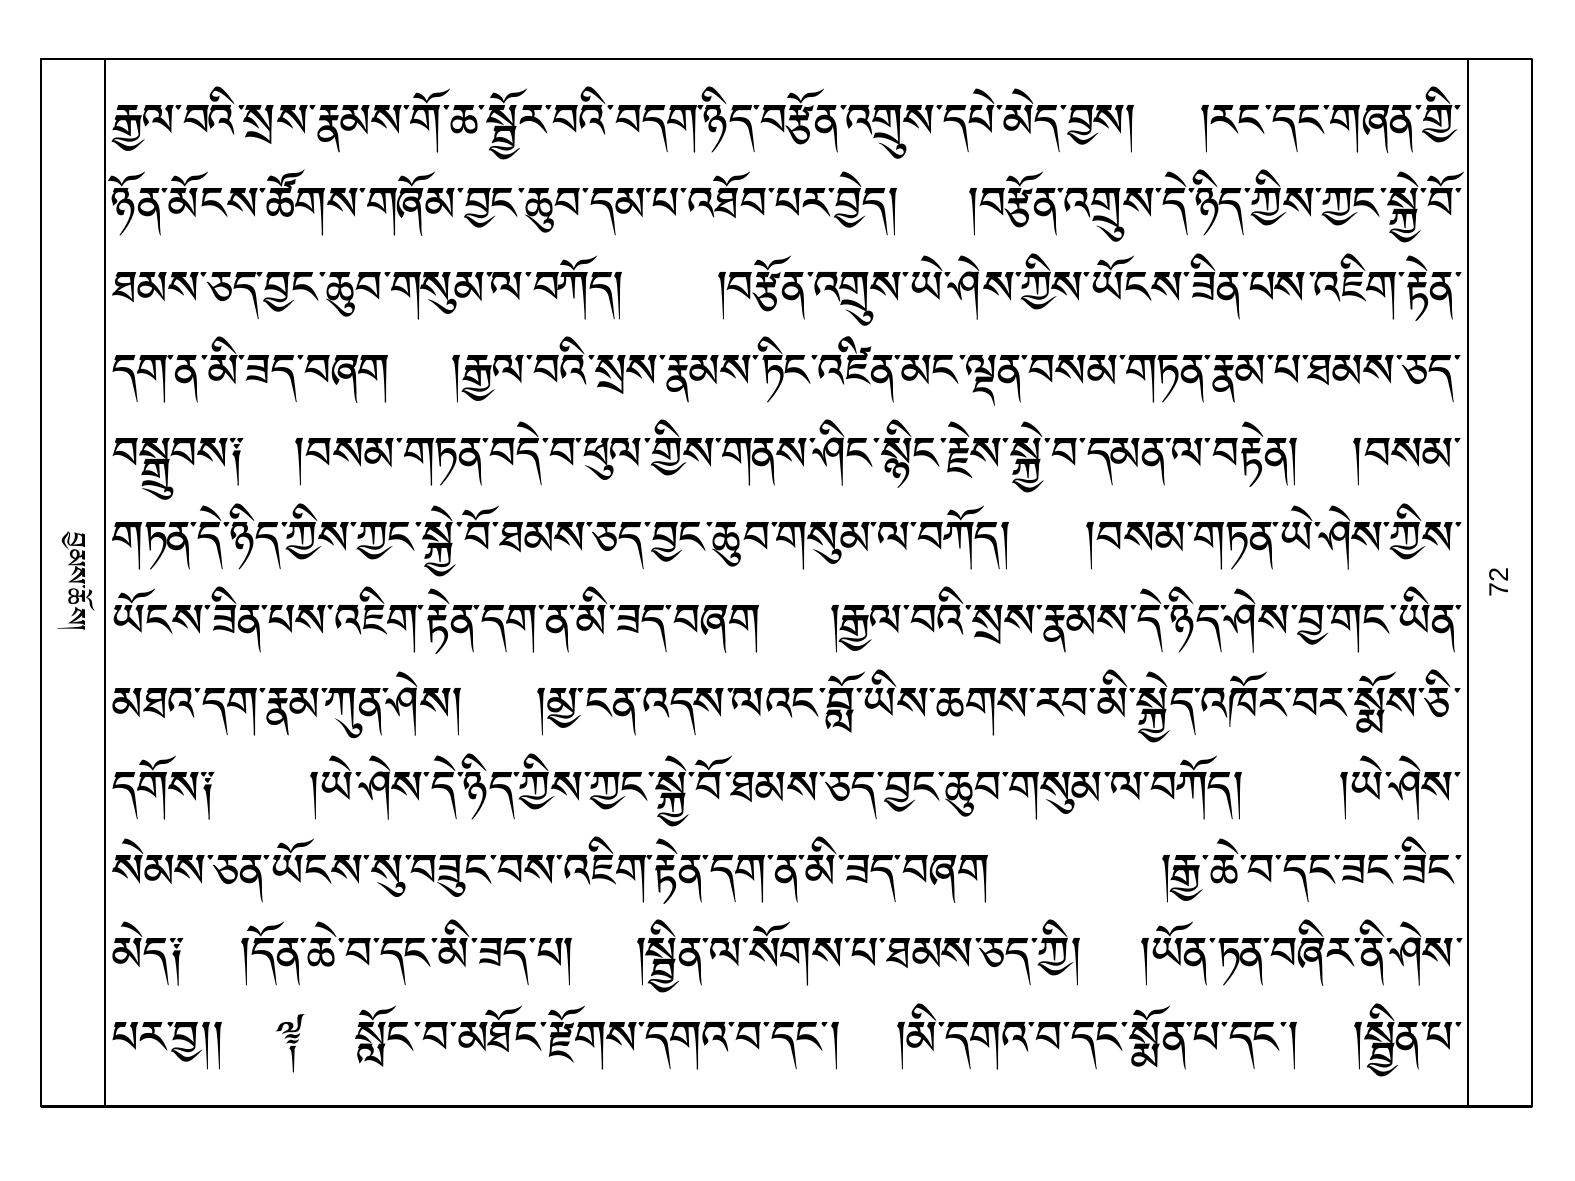 རྒྱལ་བའི་སྲས་རྣམས་གོ་ཆ་སྦྱོར་བའི་བདག་ཉིད་བརྩོན་འགྲུས་དཔེ་མེད་བྱས། །རང་དང་གཞན་གྱི་
ཉོན་མོངས་ཚོགས་གཞོམ་བྱང་ཆུབ་དམ་པ་འཐོབ་པར་བྱེད། །བརྩོན་འགྲུས་དེ་ཉིད་ཀྱིས་ཀྱང་སྐྱེ་བོ་
ཐམས་ཅད་བྱང་ཆུབ་གསུམ་ལ་བཀོད། །བརྩོན་འགྲུས་ཡེ་ཤེས་ཀྱིས་ཡོངས་ཟིན་པས་འཇིག་རྟེན་
དག་ན་མི་ཟད་བཞག །རྒྱལ་བའི་སྲས་རྣམས་ཏིང་འཛིན་མང་ལྡན་བསམ་གཏན་རྣམ་པ་ཐམས་ཅད་
བསྒྲུབས༑ །བསམ་གཏན་བདེ་བ་ཕུལ་གྱིས་གནས་ཤིང་སྙིང་རྗེས་སྐྱེ་བ་དམན་ལ་བརྟེན། །བསམ་
གཏན་དེ་ཉིད་ཀྱིས་ཀྱང་སྐྱེ་བོ་ཐམས་ཅད་བྱང་ཆུབ་གསུམ་ལ་བཀོད། །བསམ་གཏན་ཡེ་ཤེས་ཀྱིས་
བྱམས་ཆོས།
72
ཡོངས་ཟིན་པས་འཇིག་རྟེན་དག་ན་མི་ཟད་བཞག །རྒྱལ་བའི་སྲས་རྣམས་དེ་ཉིད་ཤེས་བྱ་གང་ཡིན་
མཐའ་དག་རྣམ་ཀུན་ཤེས། །མྱ་ངན་འདས་ལའང་བློ་ཡིས་ཆགས་རབ་མི་སྐྱེད་འཁོར་བར་སྨོས་ཅི་
དགོས༑ །ཡེ་ཤེས་དེ་ཉིད་ཀྱིས་ཀྱང་སྐྱེ་བོ་ཐམས་ཅད་བྱང་ཆུབ་གསུམ་ལ་བཀོད། །ཡེ་ཤེས་
སེམས་ཅན་ཡོངས་སུ་བཟུང་བས་འཇིག་རྟེན་དག་ན་མི་ཟད་བཞག །རྒྱ་ཆེ་བ་དང་ཟང་ཟིང་
མེད༑ །དོན་ཆེ་བ་དང་མི་ཟད་པ། །སྦྱིན་ལ་སོགས་པ་ཐམས་ཅད་ཀྱི། །ཡོན་ཏན་བཞིར་ནི་ཤེས་
པར་བྱ།། ༈ སློང་བ་མཐོང་རྫོགས་དགའ་བ་དང་། །མི་དགའ་བ་དང་སྨོན་པ་དང་། །སྦྱིན་པ་